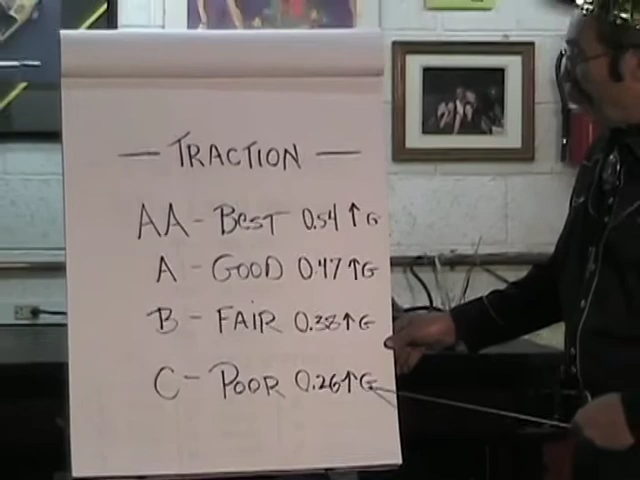 — TRACTION —
AA - BEST 0.54 ↑ G
A - GOOD 0.47 ↑ G
B - FAIR 0.38 ↑ G
C - POOR 0.26 ↑ G